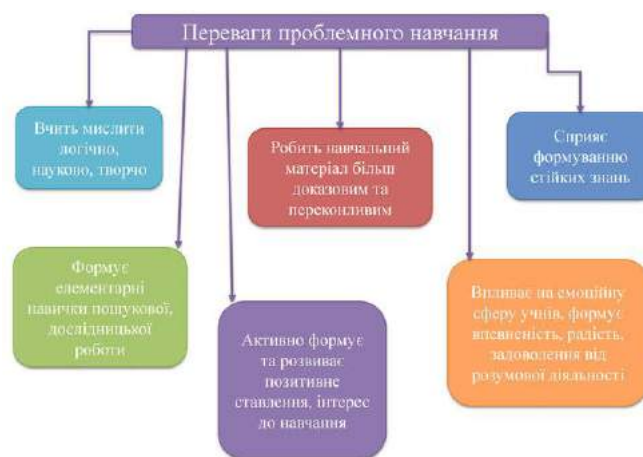 Переваги проблемного навчання
Вчить мислити
логічно,
науково, творчо
Робить навчальний
матеріал більш
доказовим та
переконливим
Сприяє
формуванню
стійких знань
Формує
елементарні
навички пошукової,
дослідницької
роботи
Активно формує
та розвиває
позитивне
ставлення, інтерес
до навчання
Впливає на емоційну
сферу учнів, формує
впевненість, радість,
задоволення від
розумової діяльності